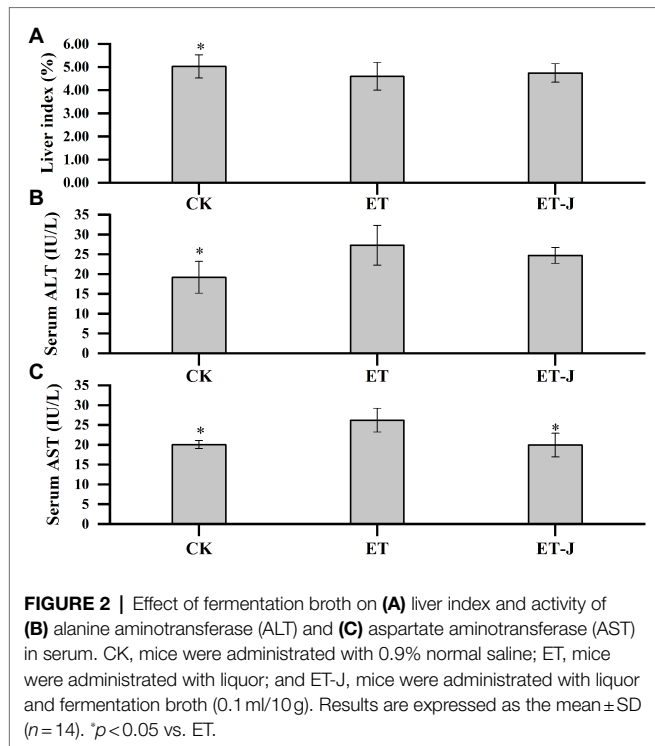 A
Liver index (%)
6.00
5.00
4.00
3.00
2.00
1.00
0.00
*
CK
ET
ET-J
B
Serum ALT (IU/L)
35
30
25
20
15
10
5
0
*
CK
ET
ET-J
C
Serum AST (IU/L)
35
30
25
20
15
10
5
0
*
*
CK
ET
ET-J
FIGURE 2 | Effect of fermentation broth on (A) liver index and activity of
(B) alanine aminotransferase (ALT) and (C) aspartate aminotransferase (AST)
in serum. CK, mice were administrated with 0.9% normal saline; ET, mice
were administrated with liquor; and ET-J, mice were administrated with liquor
and fermentation broth (0.1 ml/10 g). Results are expressed as the mean ± SD
(n = 14). *p < 0.05 vs. ET.